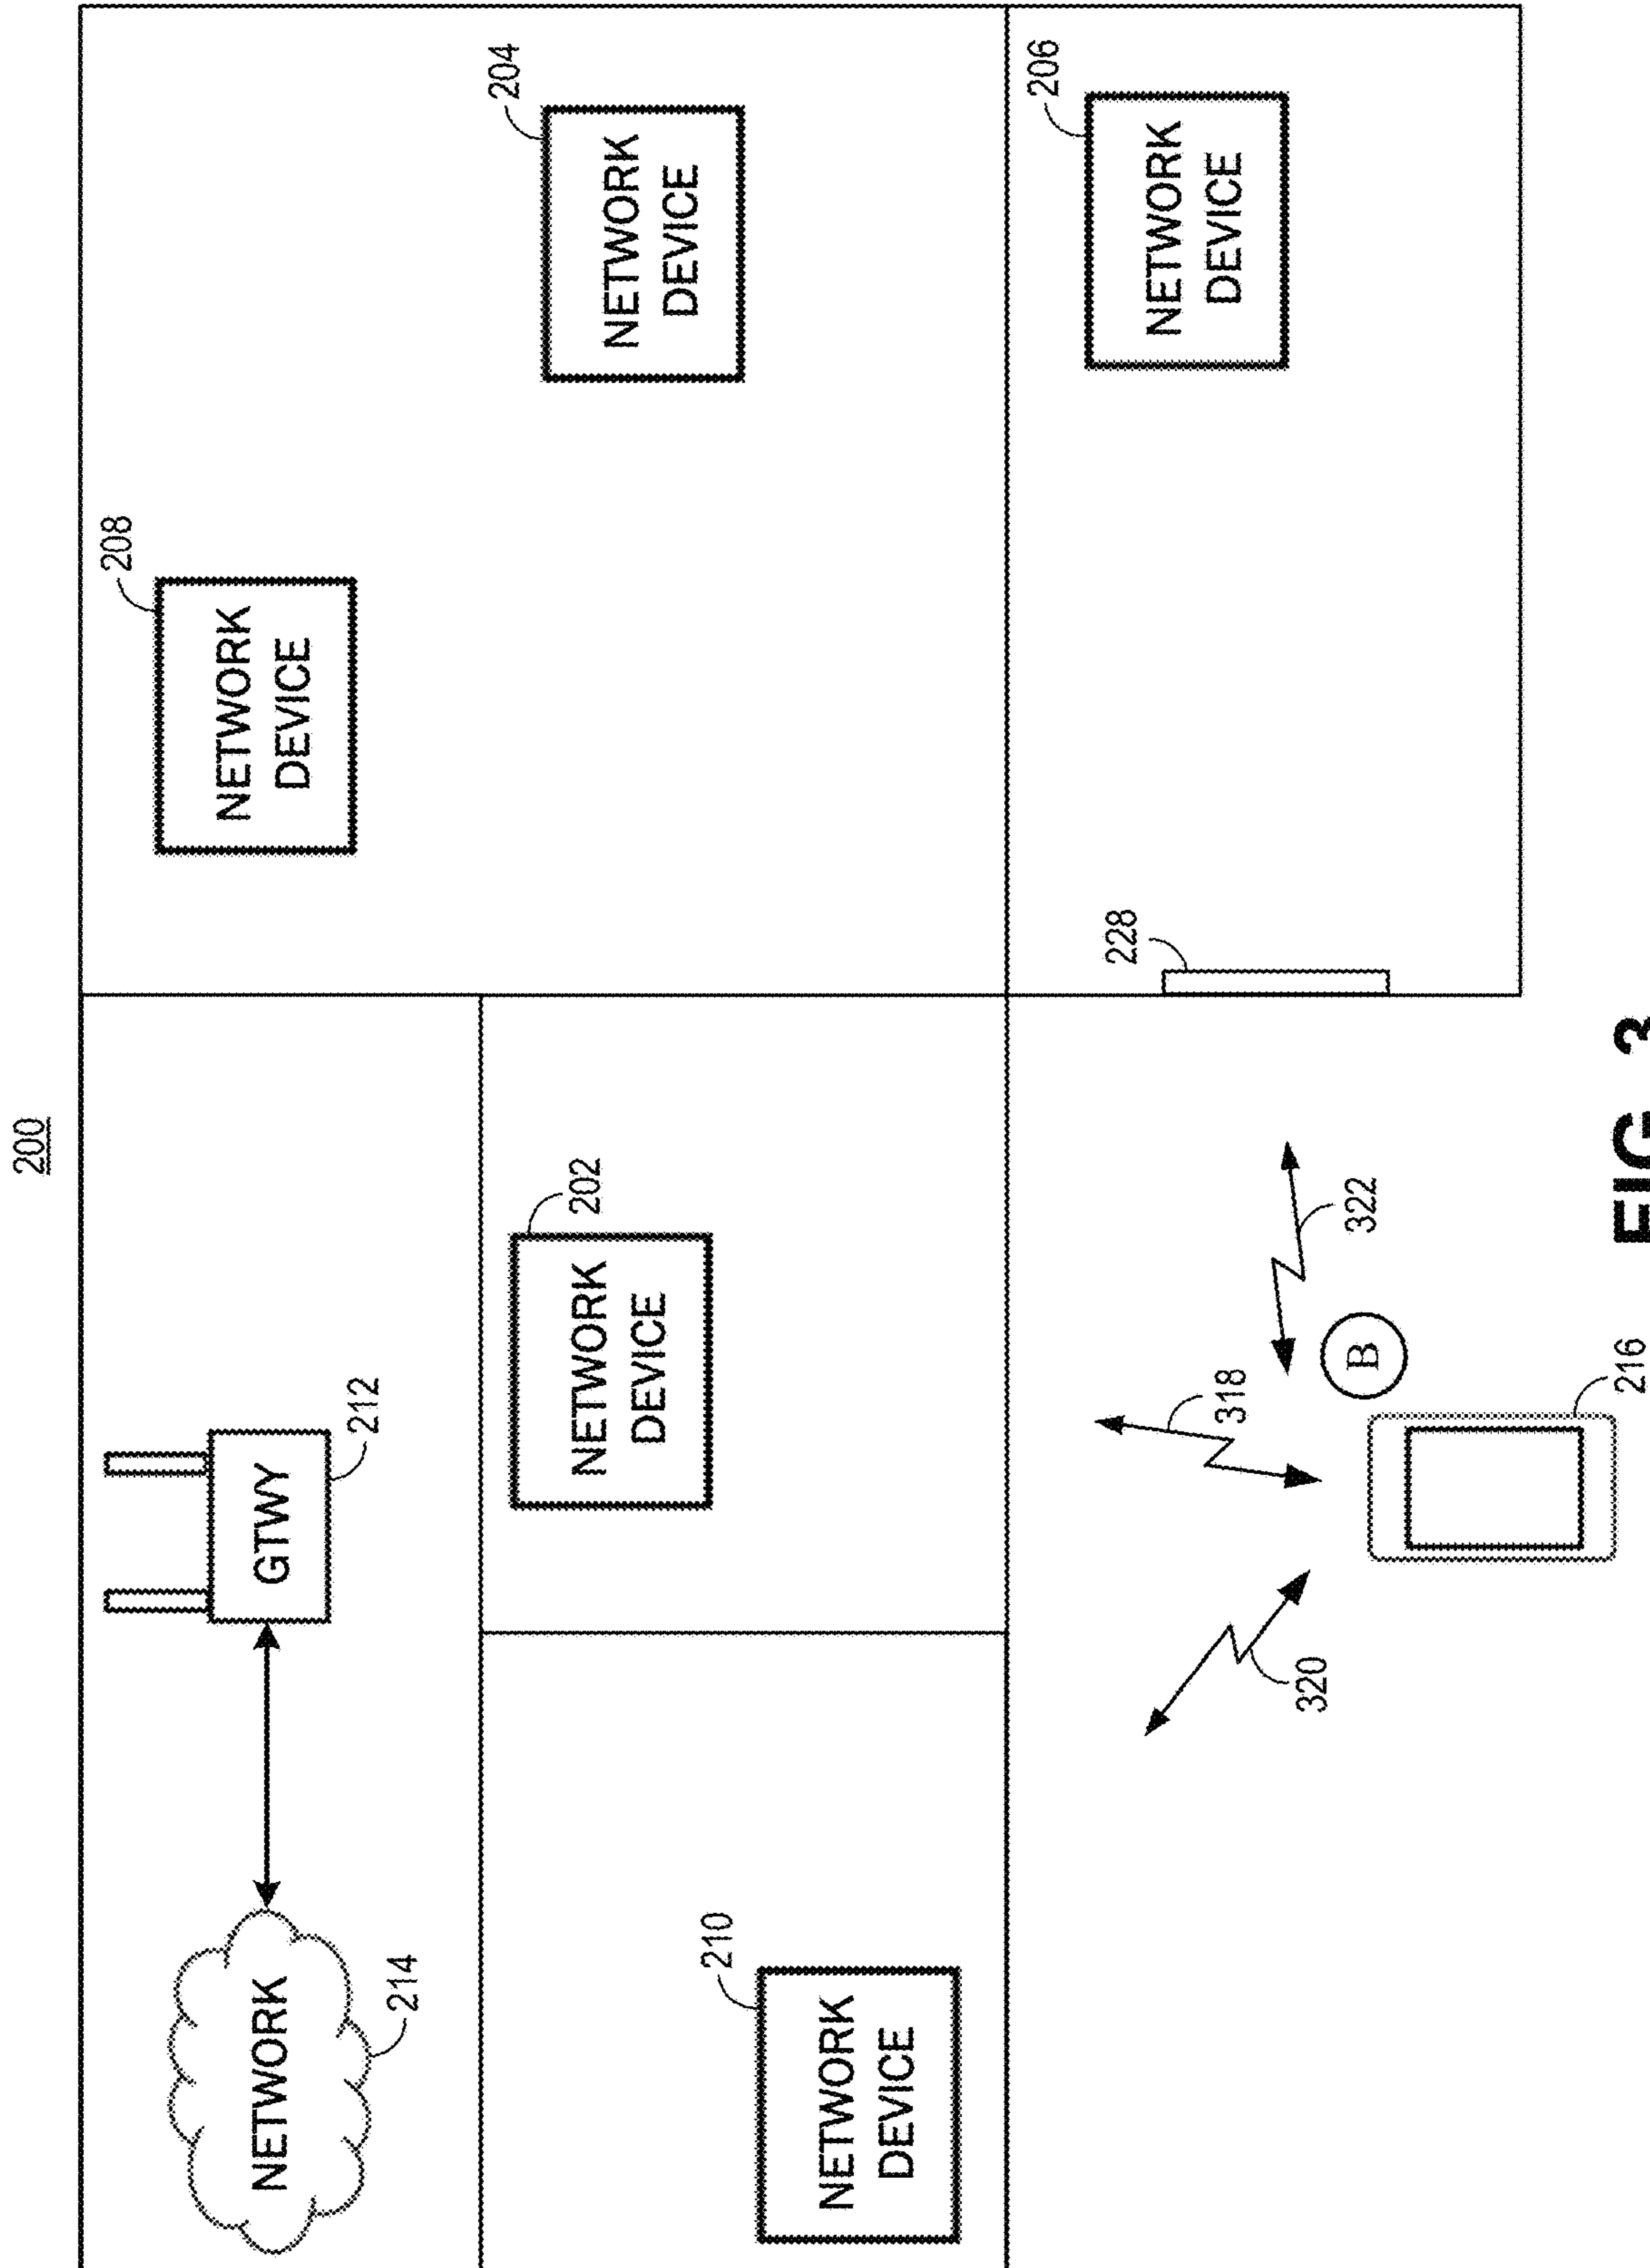 200
208
NETWORK
DEVICE
GTWY
212
NETWORK
214
204
NETWORK
DEVICE
202
NETWORK
DEVICE
210
NETWORK
DEVICE
206
NETWORK
DEVICE
228
318
320
322
B
216
FIG. 3